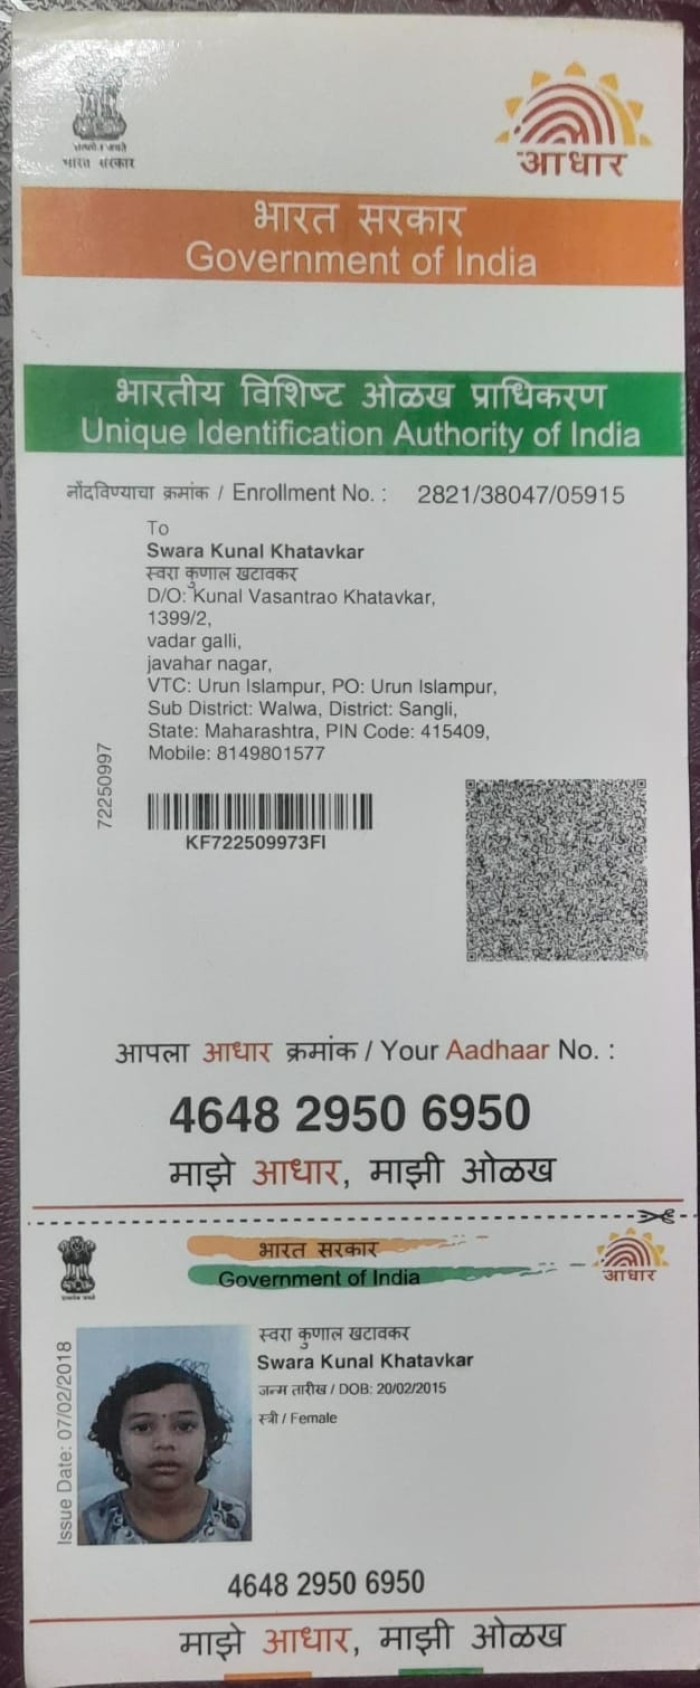 भारत सरकार
आधार
भारत सरकार
Government of India
भारतीय विशिष्ट ओळख प्राधिकरण
Unique Identification Authority of India
नोंदविण्याचा क्रमांक / Enrollment No. : 2821/38047/05915
To
Swara Kunal Khatavkar
स्वरा कुणाल खटावकर
D/O: Kunal Vasantrao Khatavkar,
1399/2,
vadar galli,
javahar nagar,
VTC: Urun Islampur, PO: Urun Islampur,
Sub District: Walwa, District: Sangli,
State: Maharashtra, PIN Code: 415409,
Mobile: 8149801577
72250997
KF722509973FI
आपला आधार क्रमांक / Your Aadhaar No. :
4648 2950 6950
माझे आधार, माझी ओळख
भारत सरकार
Government of India
आधार
स्वरा कुणाल खटावकर
Swara Kunal Khatavkar
जन्म तारीख / DOB: 20/02/2015
स्त्री / Female
Issue Date: 07/02/2018
4648 2950 6950
माझे आधार, माझी ओळख